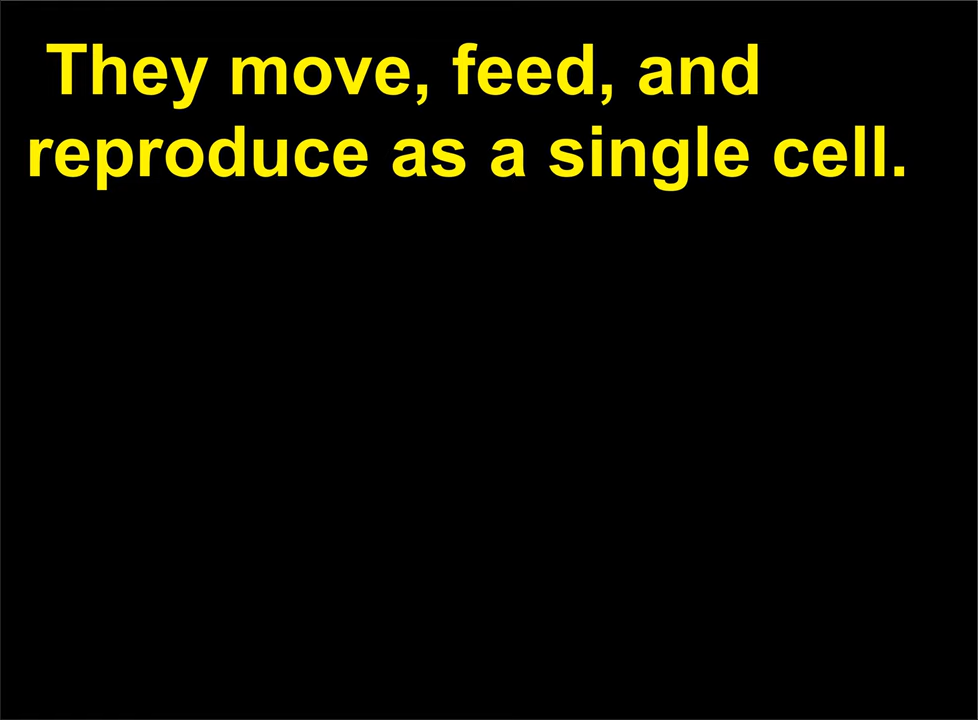 They move, feed, and
reproduce as a single cell.